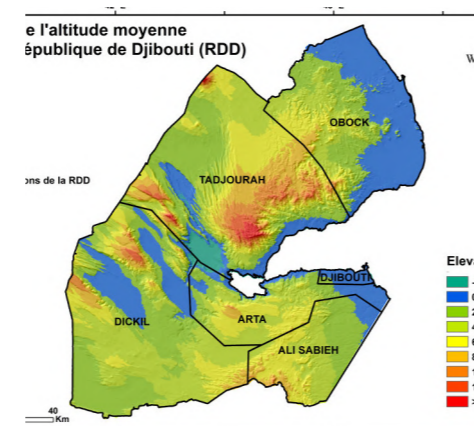 e l'altitude moyenne
épublique de Djibouti (RDD)
W
OBOCK
ons de la RDD
TADJOURAH
Eleva
DJIBOUTI
DICKIL
ARTA
ALI SABIEH
40
Km